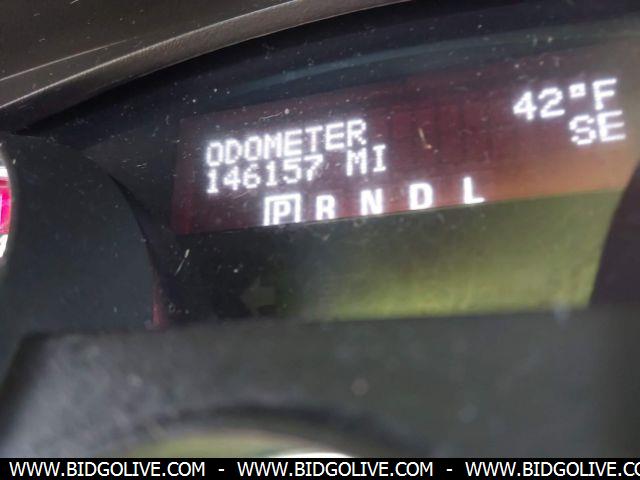 42°F
ODOMETER
SE
146157 MI
P R N D L
WWW.BIDGOLIVE.COM - WWW.BIDGOLIVE.COM - WWW.BIDGOLIVE.CO